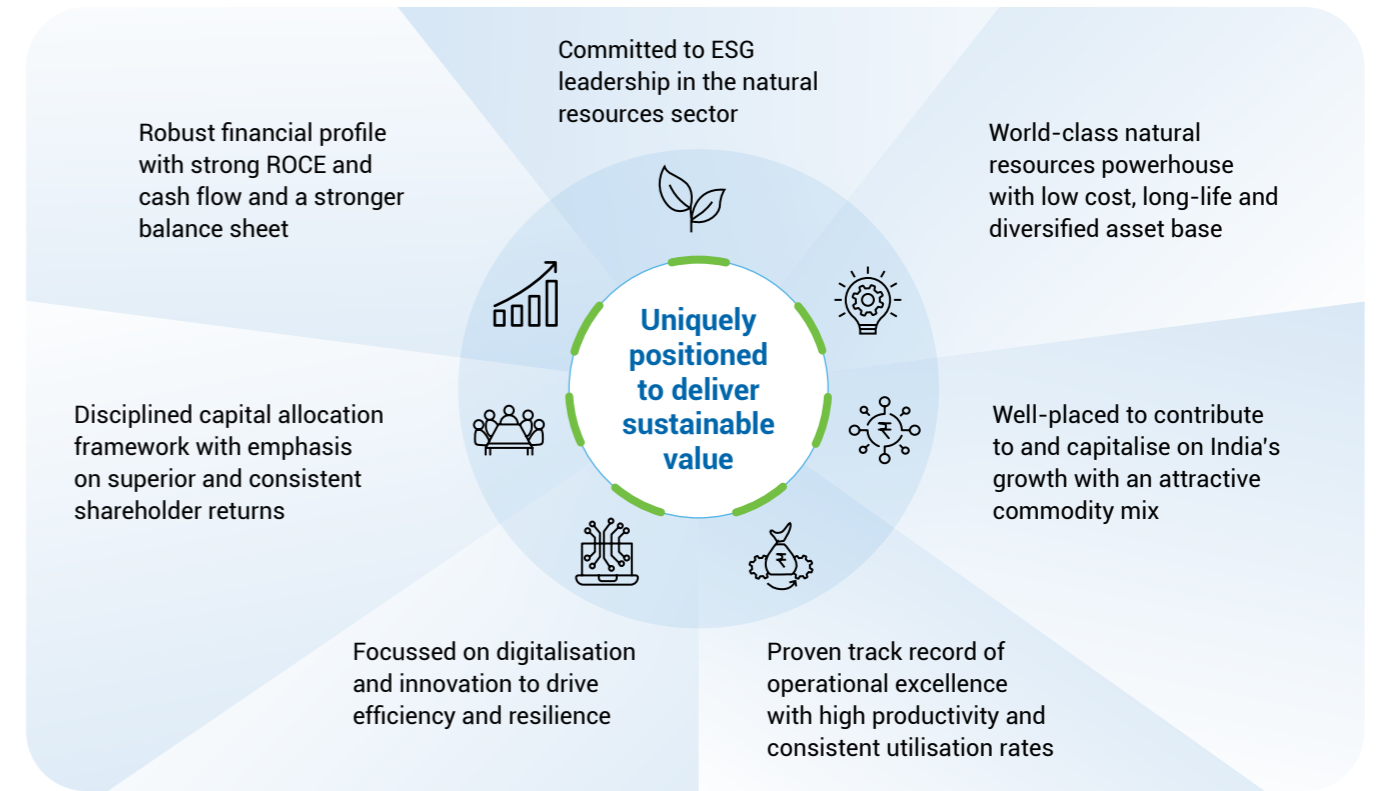 Committed to ESG
leadership in the natural
resources sector
World-class natural
resources powerhouse
with low cost, long-life and
diversified asset base
Well-placed to contribute
to and capitalise on India's
growth with an attractive
commodity mix
Proven track record of
operational excellence
with high productivity and
consistent utilisation rates
Focussed on digitalisation
and innovation to drive
efficiency and resilience
Disciplined capital allocation
framework with emphasis
on superior and consistent
shareholder returns
Robust financial profile
with strong ROCE and
cash flow and a stronger
balance sheet
Uniquely
positioned
to deliver
sustainable
value
₹
₹